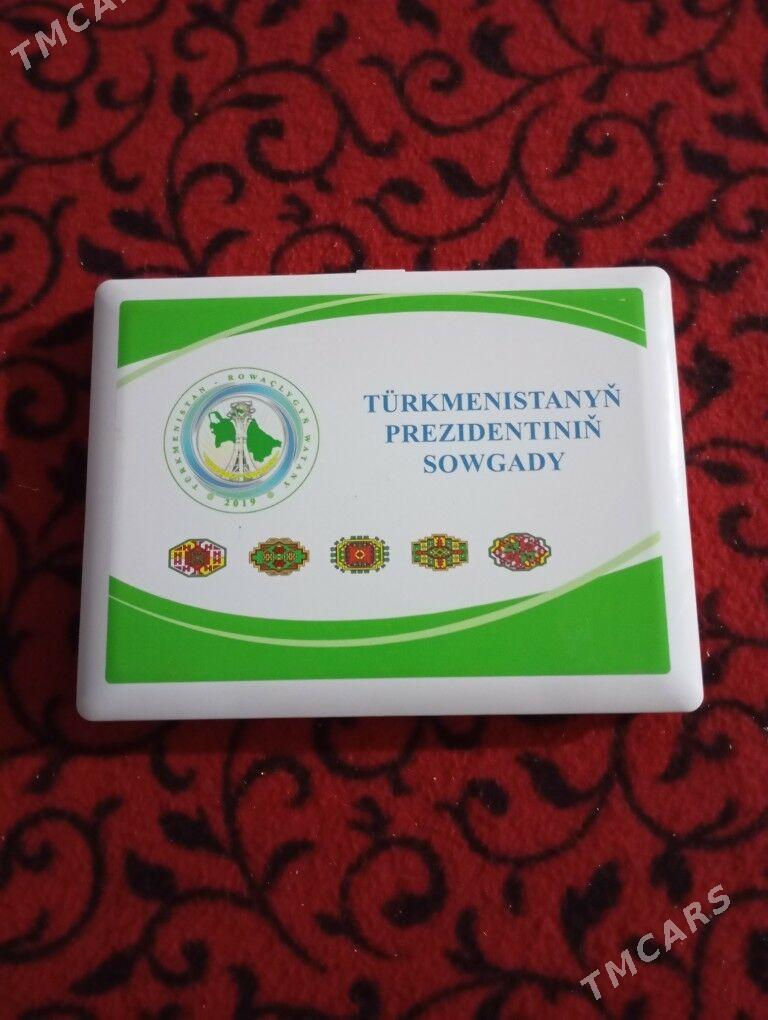 TMCARS
TÜRKMENISTAN - ROWAÇLYGYŇ WATANY
2019
TÜRKMENISTANYŇ
PREZIDENTINIŇ
SOWGADY
TMCARS